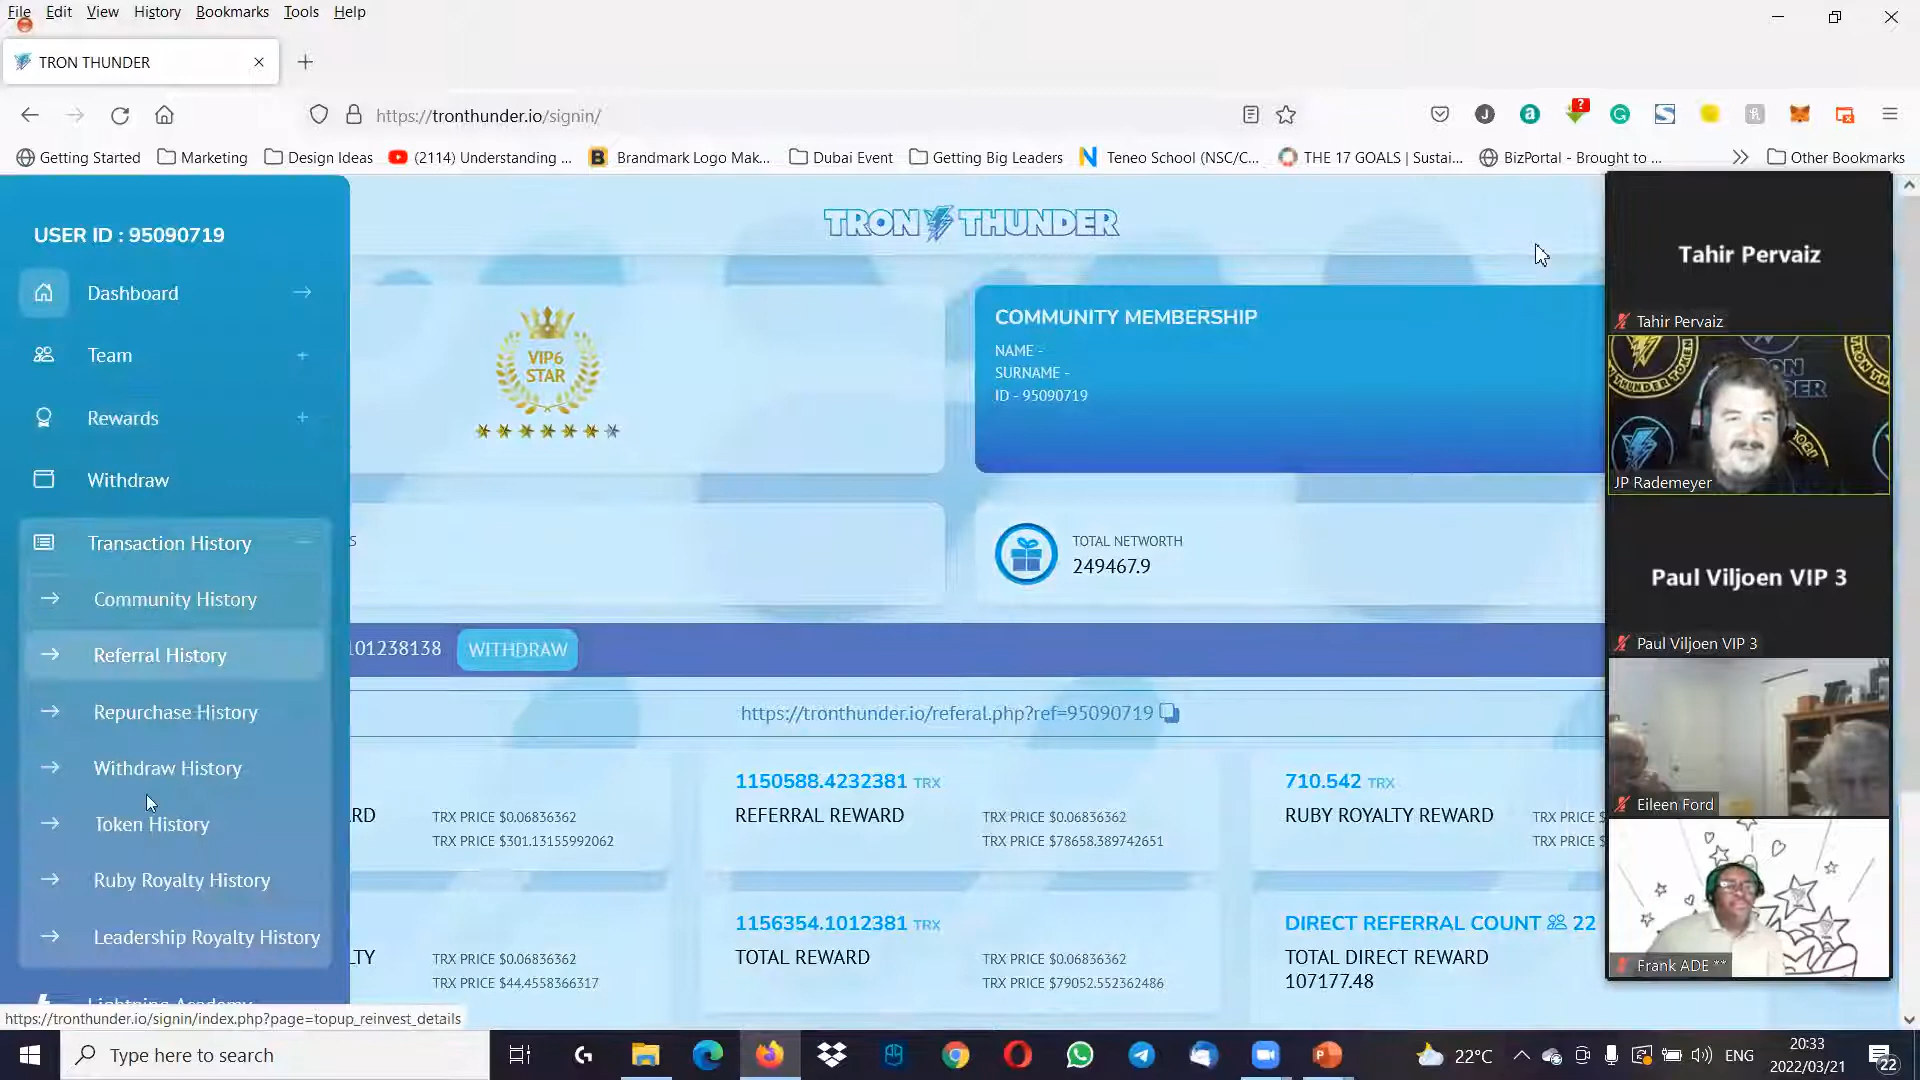 File Edit View History Bookmarks Tools Help
TRON THUNDER
https://tronthunder.io/signin/
Getting Started Marketing Design Ideas (2114) Understanding ... Brandmark Logo Mak... Dubai Event Getting Big Leaders Teneo School (NSC/C... THE 17 GOALS | Sustai... BizPortal - Brought to ... Other Bookmarks
USER ID : 95090719
Dashboard
Team
Rewards
Withdraw
Transaction History
Community History
Referral History
Repurchase History
Withdraw History
Token History
Ruby Royalty History
Leadership Royalty History
Lightning Academy
TRON THUNDER
VIP6
STAR
COMMUNITY MEMBERSHIP
NAME -
SURNAME -
ID - 95090719
S
TOTAL NETWORTH
249467.9
101238138 WITHDRAW
https://tronthunder.io/referal.php?ref=95090719
RD
TRX PRICE $0.06836362
TRX PRICE $301.13155992062
1150588.4232381 TRX
REFERRAL REWARD
TRX PRICE $0.06836362
TRX PRICE $78658.389742651
710.542 TRX
RUBY ROYALTY REWARD
TRX PRICE $
TRX PRICE $
LTY
TRX PRICE $0.06836362
TRX PRICE $44.4558366317
1156354.1012381 TRX
TOTAL REWARD
TRX PRICE $0.06836362
TRX PRICE $79052.552362486
DIRECT REFERRAL COUNT 22
TOTAL DIRECT REWARD
107177.48
Tahir Pervaiz
Tahir Pervaiz
JP Rademeyer
Paul Viljoen VIP 3
Paul Viljoen VIP 3
Eileen Ford
Frank ADE **
https://tronthunder.io/signin/index.php?page=topup_reinvest_details
Type here to search
22°C
ENG
20:33
2022/03/21
22